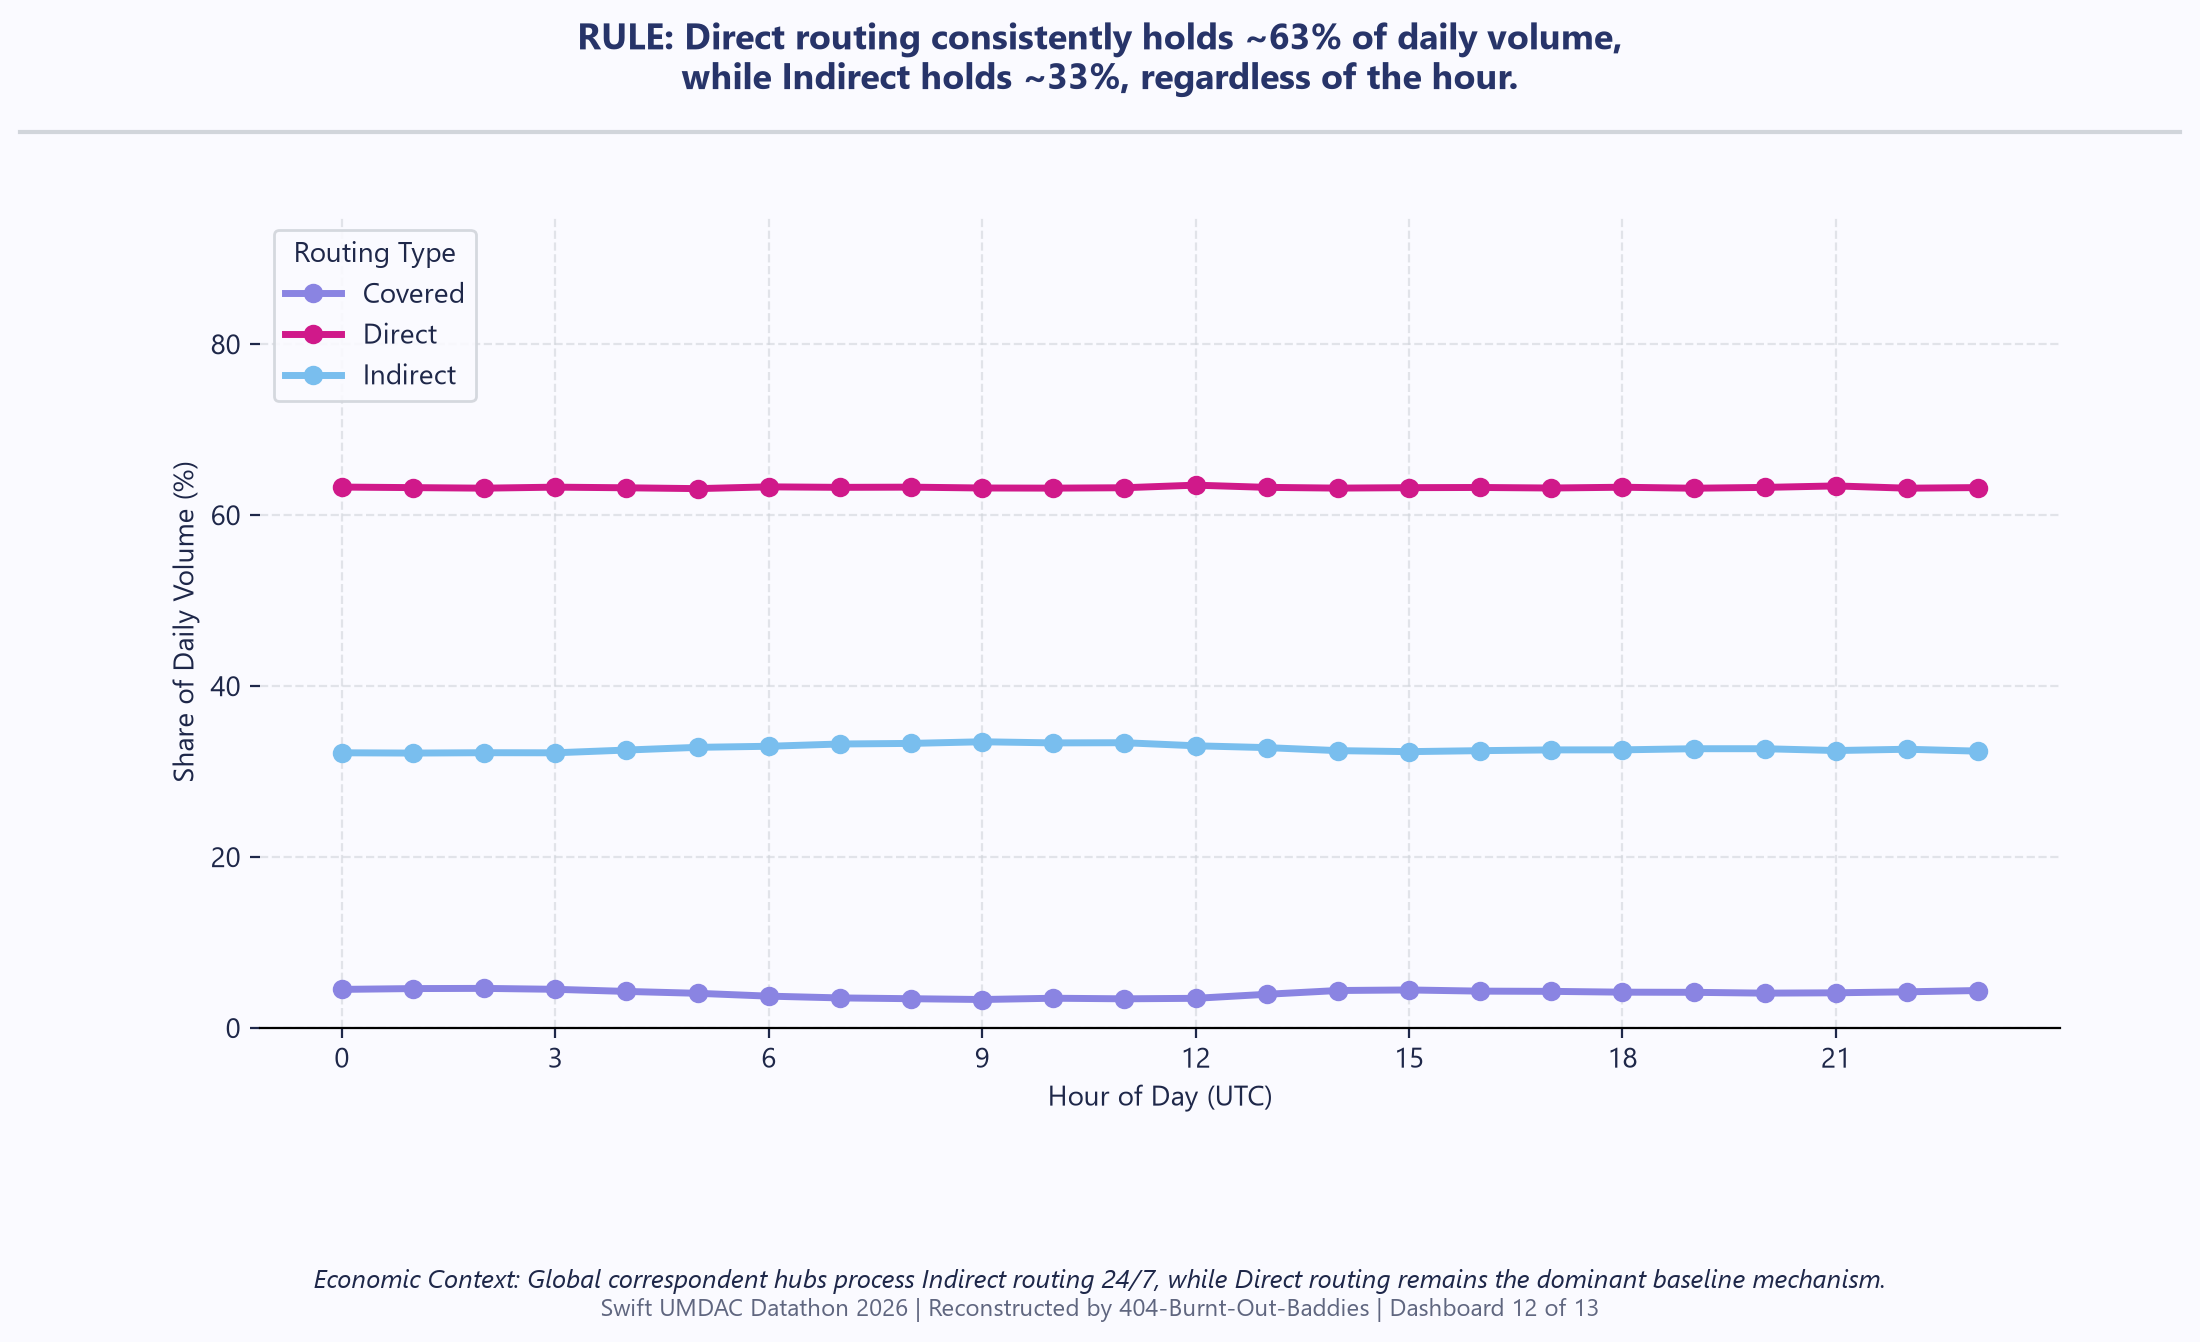 RULE: Direct routing consistently holds ~63% of daily volume,
while Indirect holds ~33%, regardless of the hour.
Routing Type
Covered
Direct
Indirect
Share of Daily Volume (%)
80
60
40
20
0
0 3 6 9 12 15 18 21
Hour of Day (UTC)
Economic Context: Global correspondent hubs process Indirect routing 24/7, while Direct routing remains the dominant baseline mechanism.
Swift UMDAC Datathon 2026 | Reconstructed by 404-Burnt-Out-Baddies | Dashboard 12 of 13